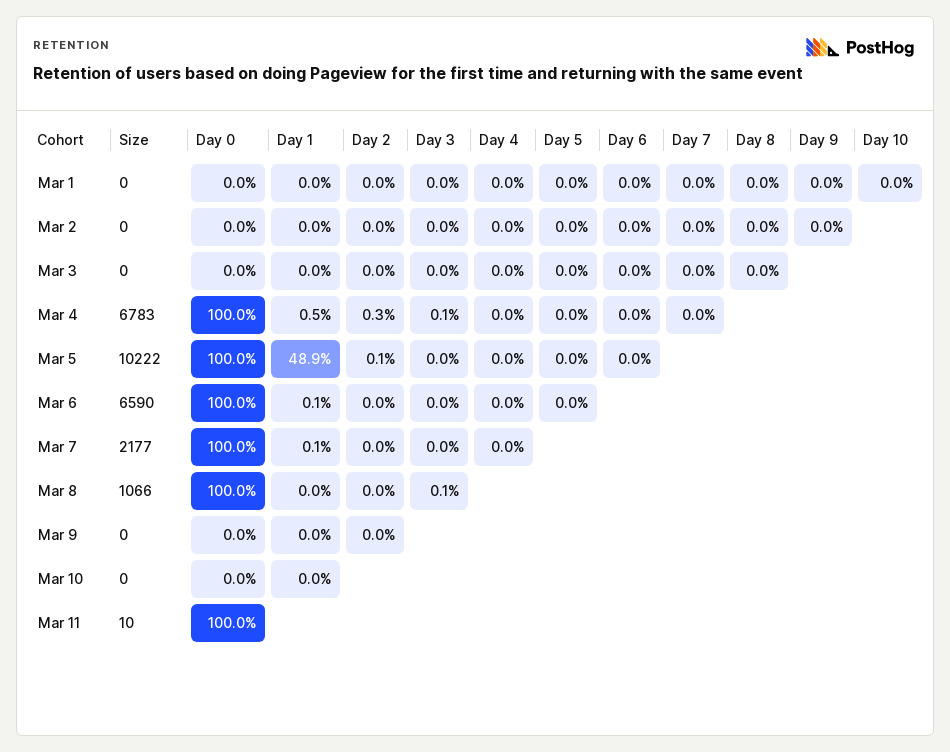 RETENTION
PostHog
Retention of users based on doing Pageview for the first time and returning with the same event
Cohort Size Day 0 Day 1 Day 2 Day 3 Day 4 Day 5 Day 6 Day 7 Day 8 Day 9 Day 10
Mar 1 0 0.0% 0.0% 0.0% 0.0% 0.0% 0.0% 0.0% 0.0% 0.0% 0.0% 0.0%
Mar 2 0 0.0% 0.0% 0.0% 0.0% 0.0% 0.0% 0.0% 0.0% 0.0% 0.0%
Mar 3 0 0.0% 0.0% 0.0% 0.0% 0.0% 0.0% 0.0% 0.0% 0.0%
Mar 4 6783 100.0% 0.5% 0.3% 0.1% 0.0% 0.0% 0.0% 0.0%
Mar 5 10222 100.0% 48.9% 0.1% 0.0% 0.0% 0.0% 0.0%
Mar 6 6590 100.0% 0.1% 0.0% 0.0% 0.0% 0.0%
Mar 7 2177 100.0% 0.1% 0.0% 0.0% 0.0%
Mar 8 1066 100.0% 0.0% 0.0% 0.1%
Mar 9 0 0.0% 0.0% 0.0%
Mar 10 0 0.0% 0.0%
Mar 11 10 100.0%